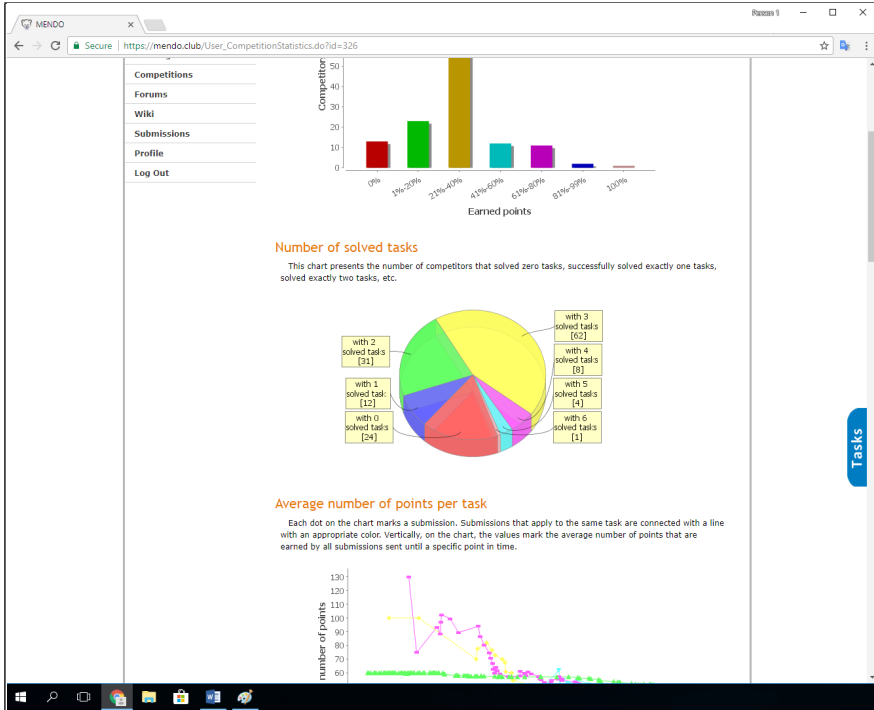 Person 1
MENDO
Secure | https://mendo.club/User_CompetitionStatistics.do?id=326
Competitions
Forums
Wiki
Submissions
Profile
Log Out
50
40
30
20
10
0
0%
1%-20%
21%-40%
41%-60%
61%-80%
81%-99%
100%
Earned points
Number of solved tasks
This chart presents the number of competitors that solved zero tasks, successfully solved exactly one tasks,
solved exactly two tasks, etc.
with 2
solved tasks
[31]
with 1
solved task
[12]
with 0
solved tasks
[24]
with 3
solved tasks
[62]
with 4
solved tasks
[8]
with 5
solved tasks
[4]
with 6
solved tasks
[1]
Tasks
Average number of points per task
Each dot on the chart marks a submission. Submissions that apply to the same task are connected with a line
with an appropriate color. Vertically, on the chart, the values mark the average number of points that are
earned by all submissions sent until a specific point in time.
number of points
130
120
110
100
90
80
70
60